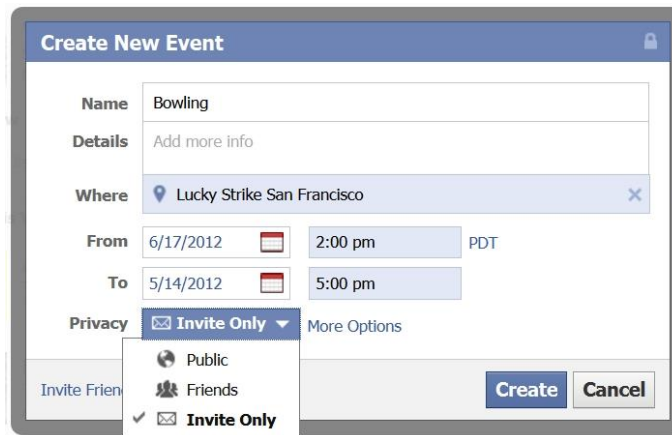 Create New Event
Name Bowling
Details Add more info
Where Lucky Strike San Francisco
From 6/17/2012 2:00 pm PDT
To 5/14/2012 5:00 pm
Privacy Invite Only More Options
Public
Invite Frien Friends Create Cancel
Invite Only